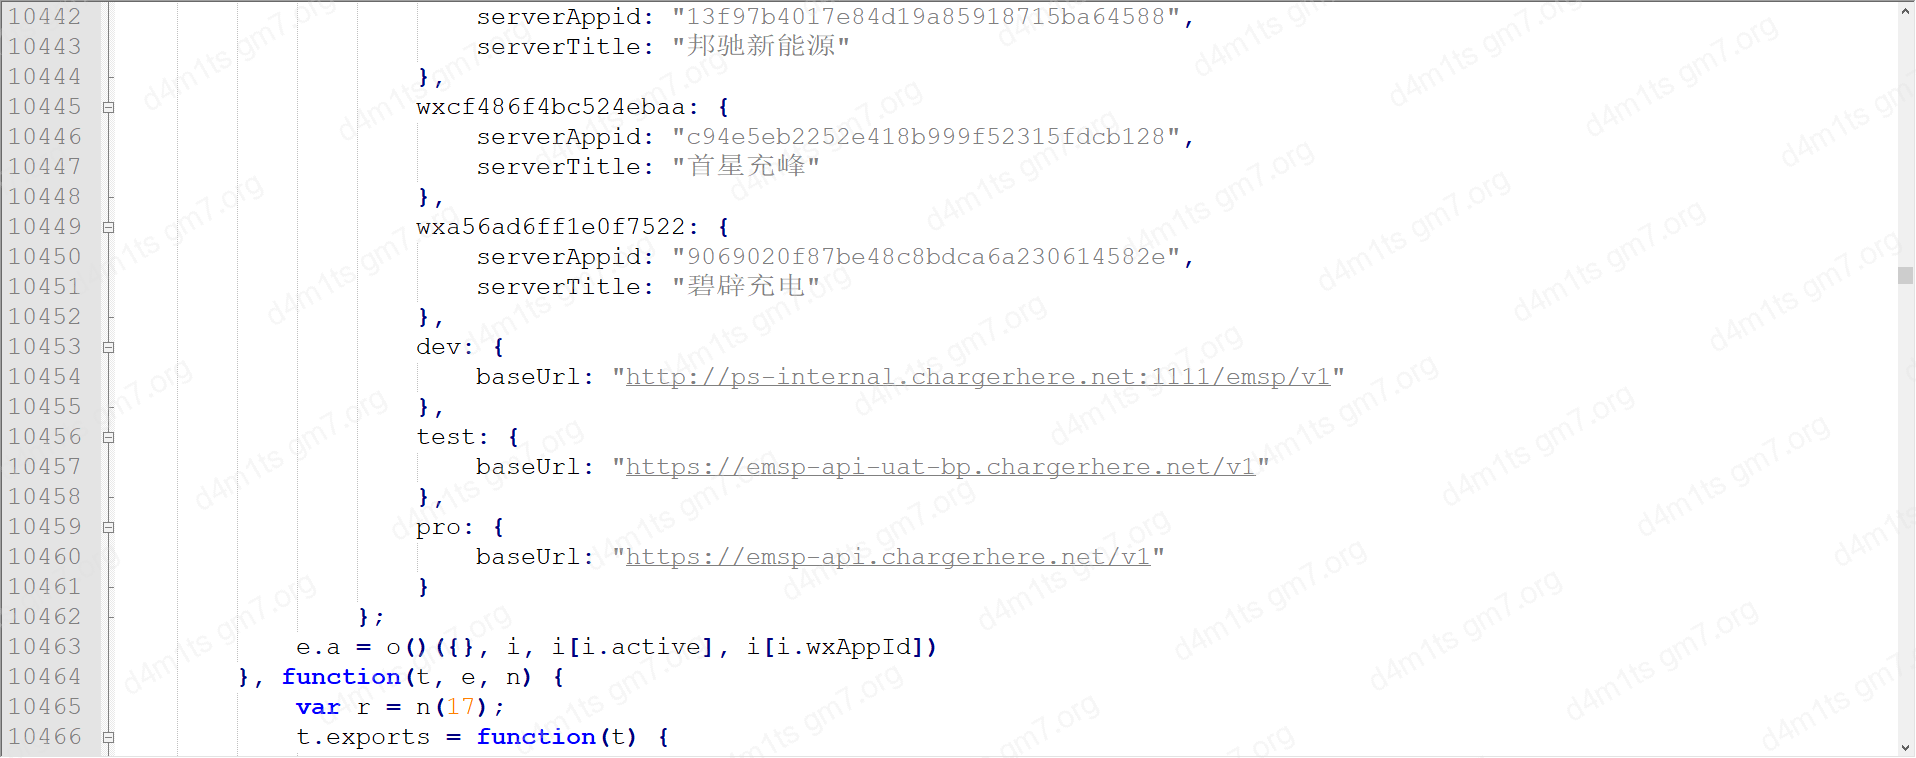 10442 serverAppid: "13f97b4017e84d19a85918715ba64588",
10443 serverTitle: "邦驰新能源"
10444 },
10445 wxcf486f4bc524ebaa: {
10446 serverAppid: "c94e5eb2252e418b999f52315fdcb128",
10447 serverTitle: "首星充峰"
10448 },
10449 wxa56ad6ff1e0f7522: {
10450 serverAppid: "9069020f87be48c8bdca6a230614582e",
10451 serverTitle: "碧辟充电"
10452 },
10453 dev: {
10454 baseUrl: "http://ps-internal.chargerhere.net:1111/emsp/v1"
10455 },
10456 test: {
10457 baseUrl: "https://emsp-api-uat-bp.chargerhere.net/v1"
10458 },
10459 pro: {
10460 baseUrl: "https://emsp-api.chargerhere.net/v1"
10461 }
10462 };
10463 e.a = o()({}, i, i[i.active], i[i.wxAppId])
10464 }, function(t, e, n) {
10465 var r = n(17);
10466 t.exports = function(t) {
d4m1ts gm7.org